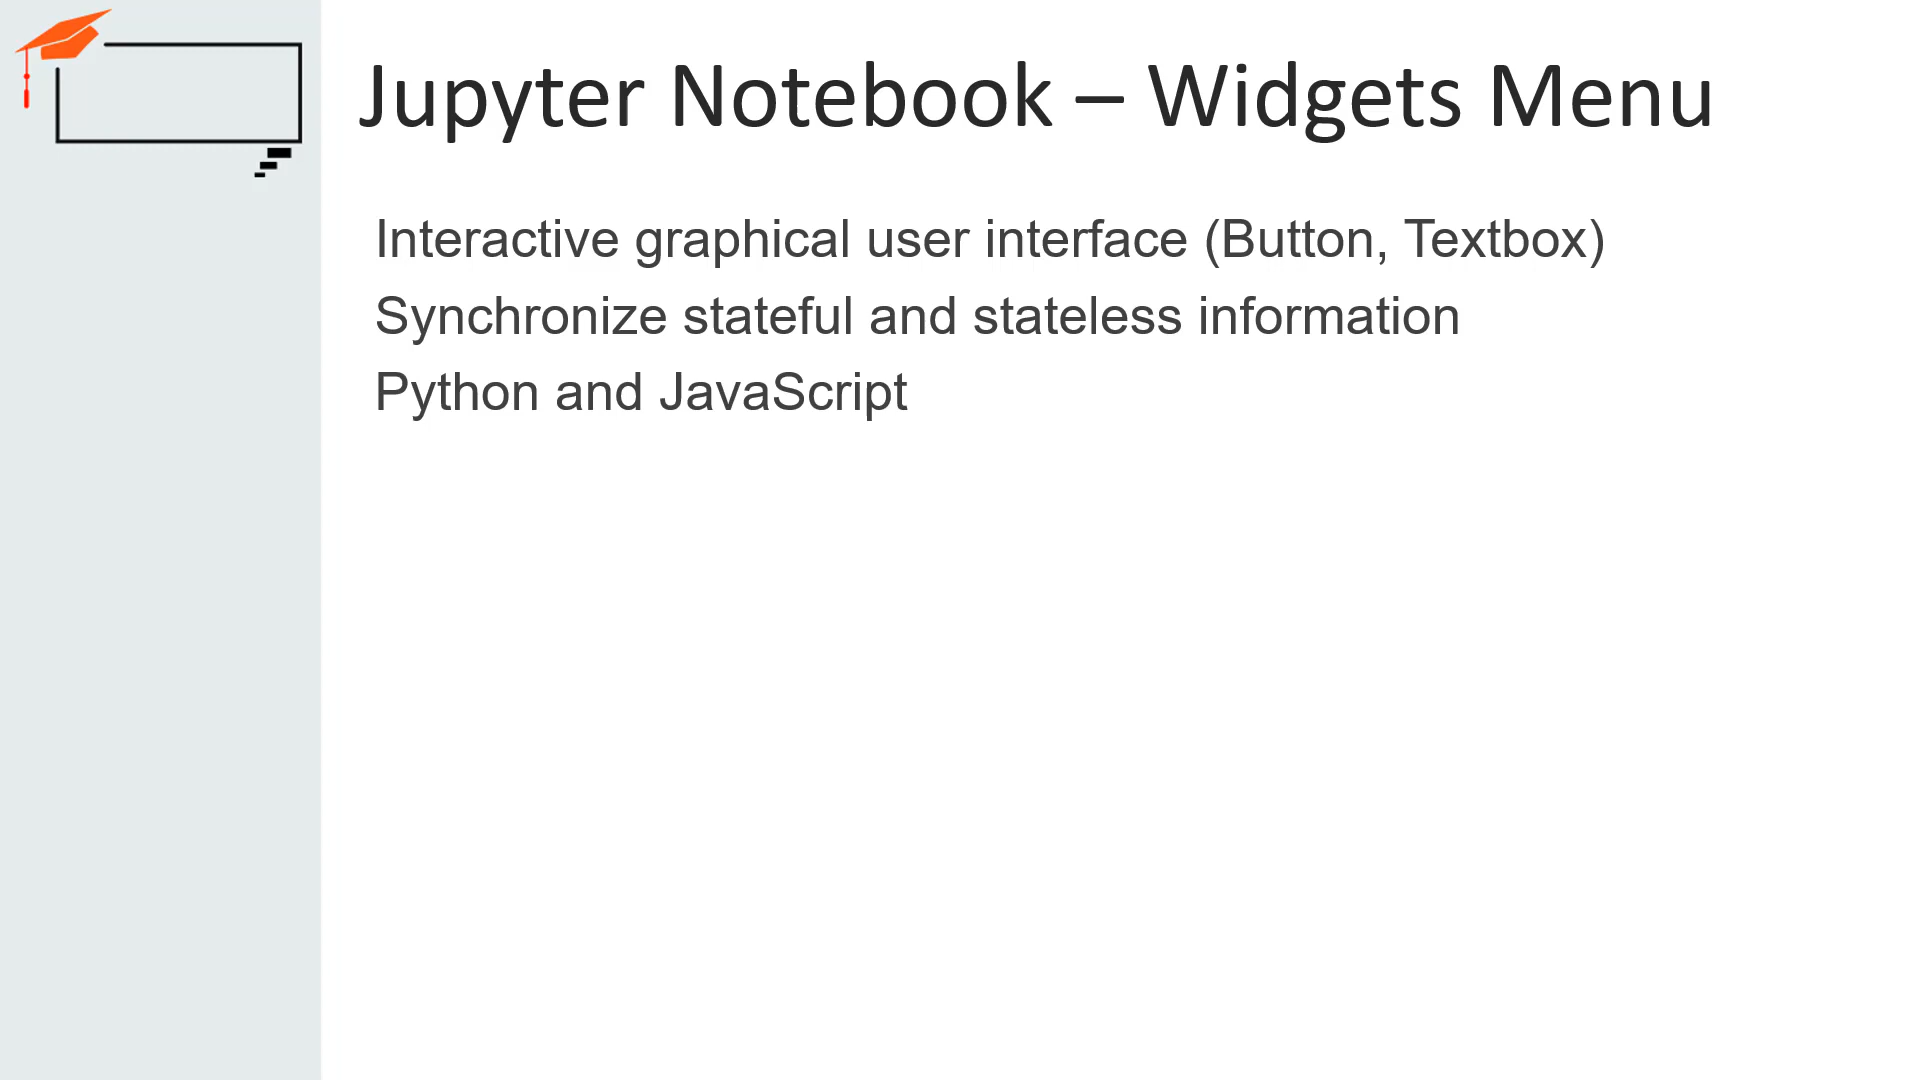 Jupyter Notebook – Widgets Menu
Interactive graphical user interface (Button, Textbox)
Synchronize stateful and stateless information
Python and JavaScript